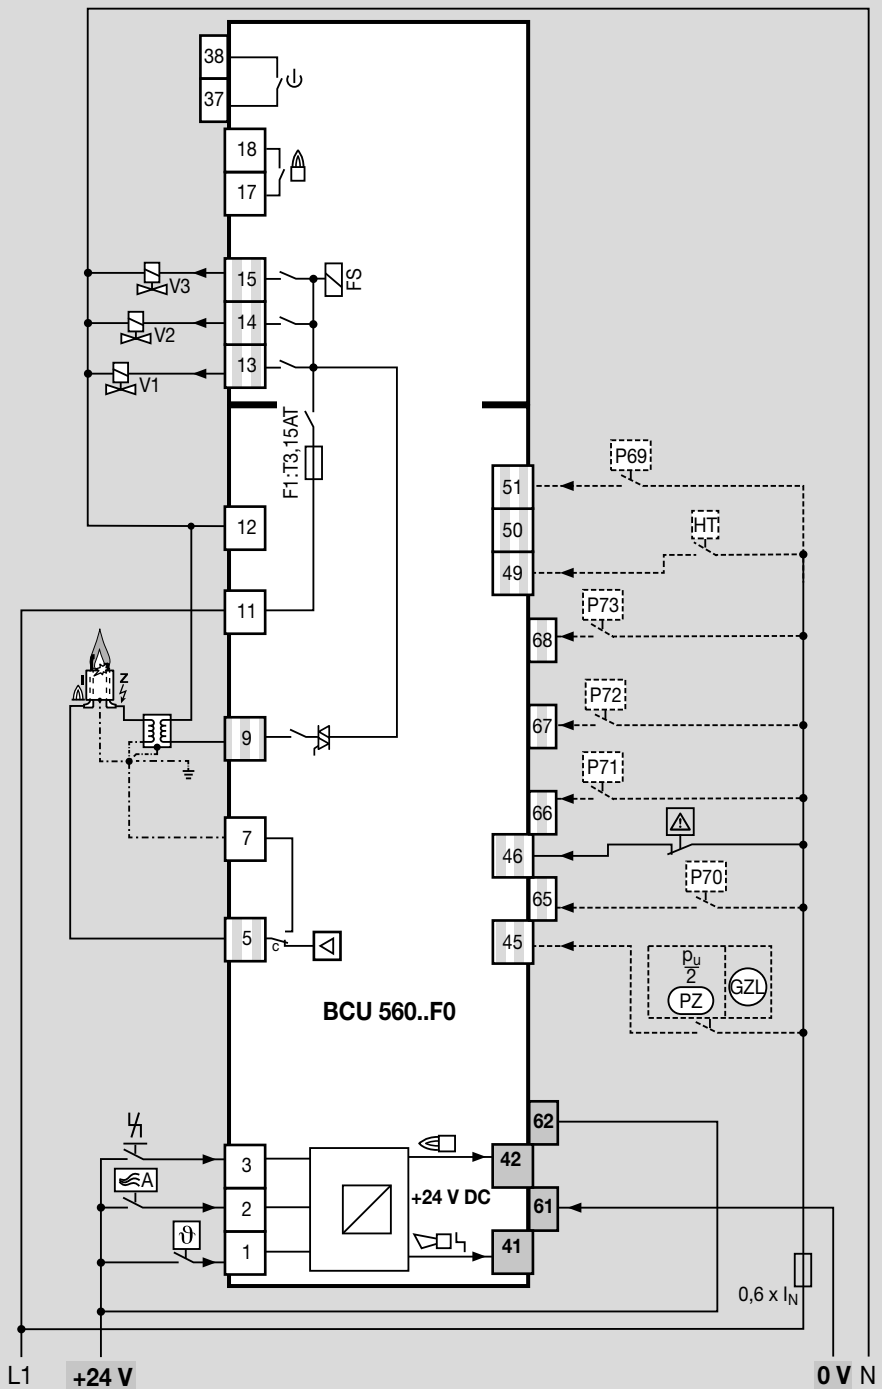 38
37
18
17
15
FS
V3
14
V2
13
V1
F1:T3,15AT
P69
51
HT
12
50
49
P73
11
68
Z
I
P72
9
67
P71
66
7
46
P70
65
5
c
45
pu
2
PZ
GZL
BCU 560..F0
62
3
42
A
+24 V DC
2
61
ϑ
1
41
0,6 x IN
L1
+24 V
0 V
N